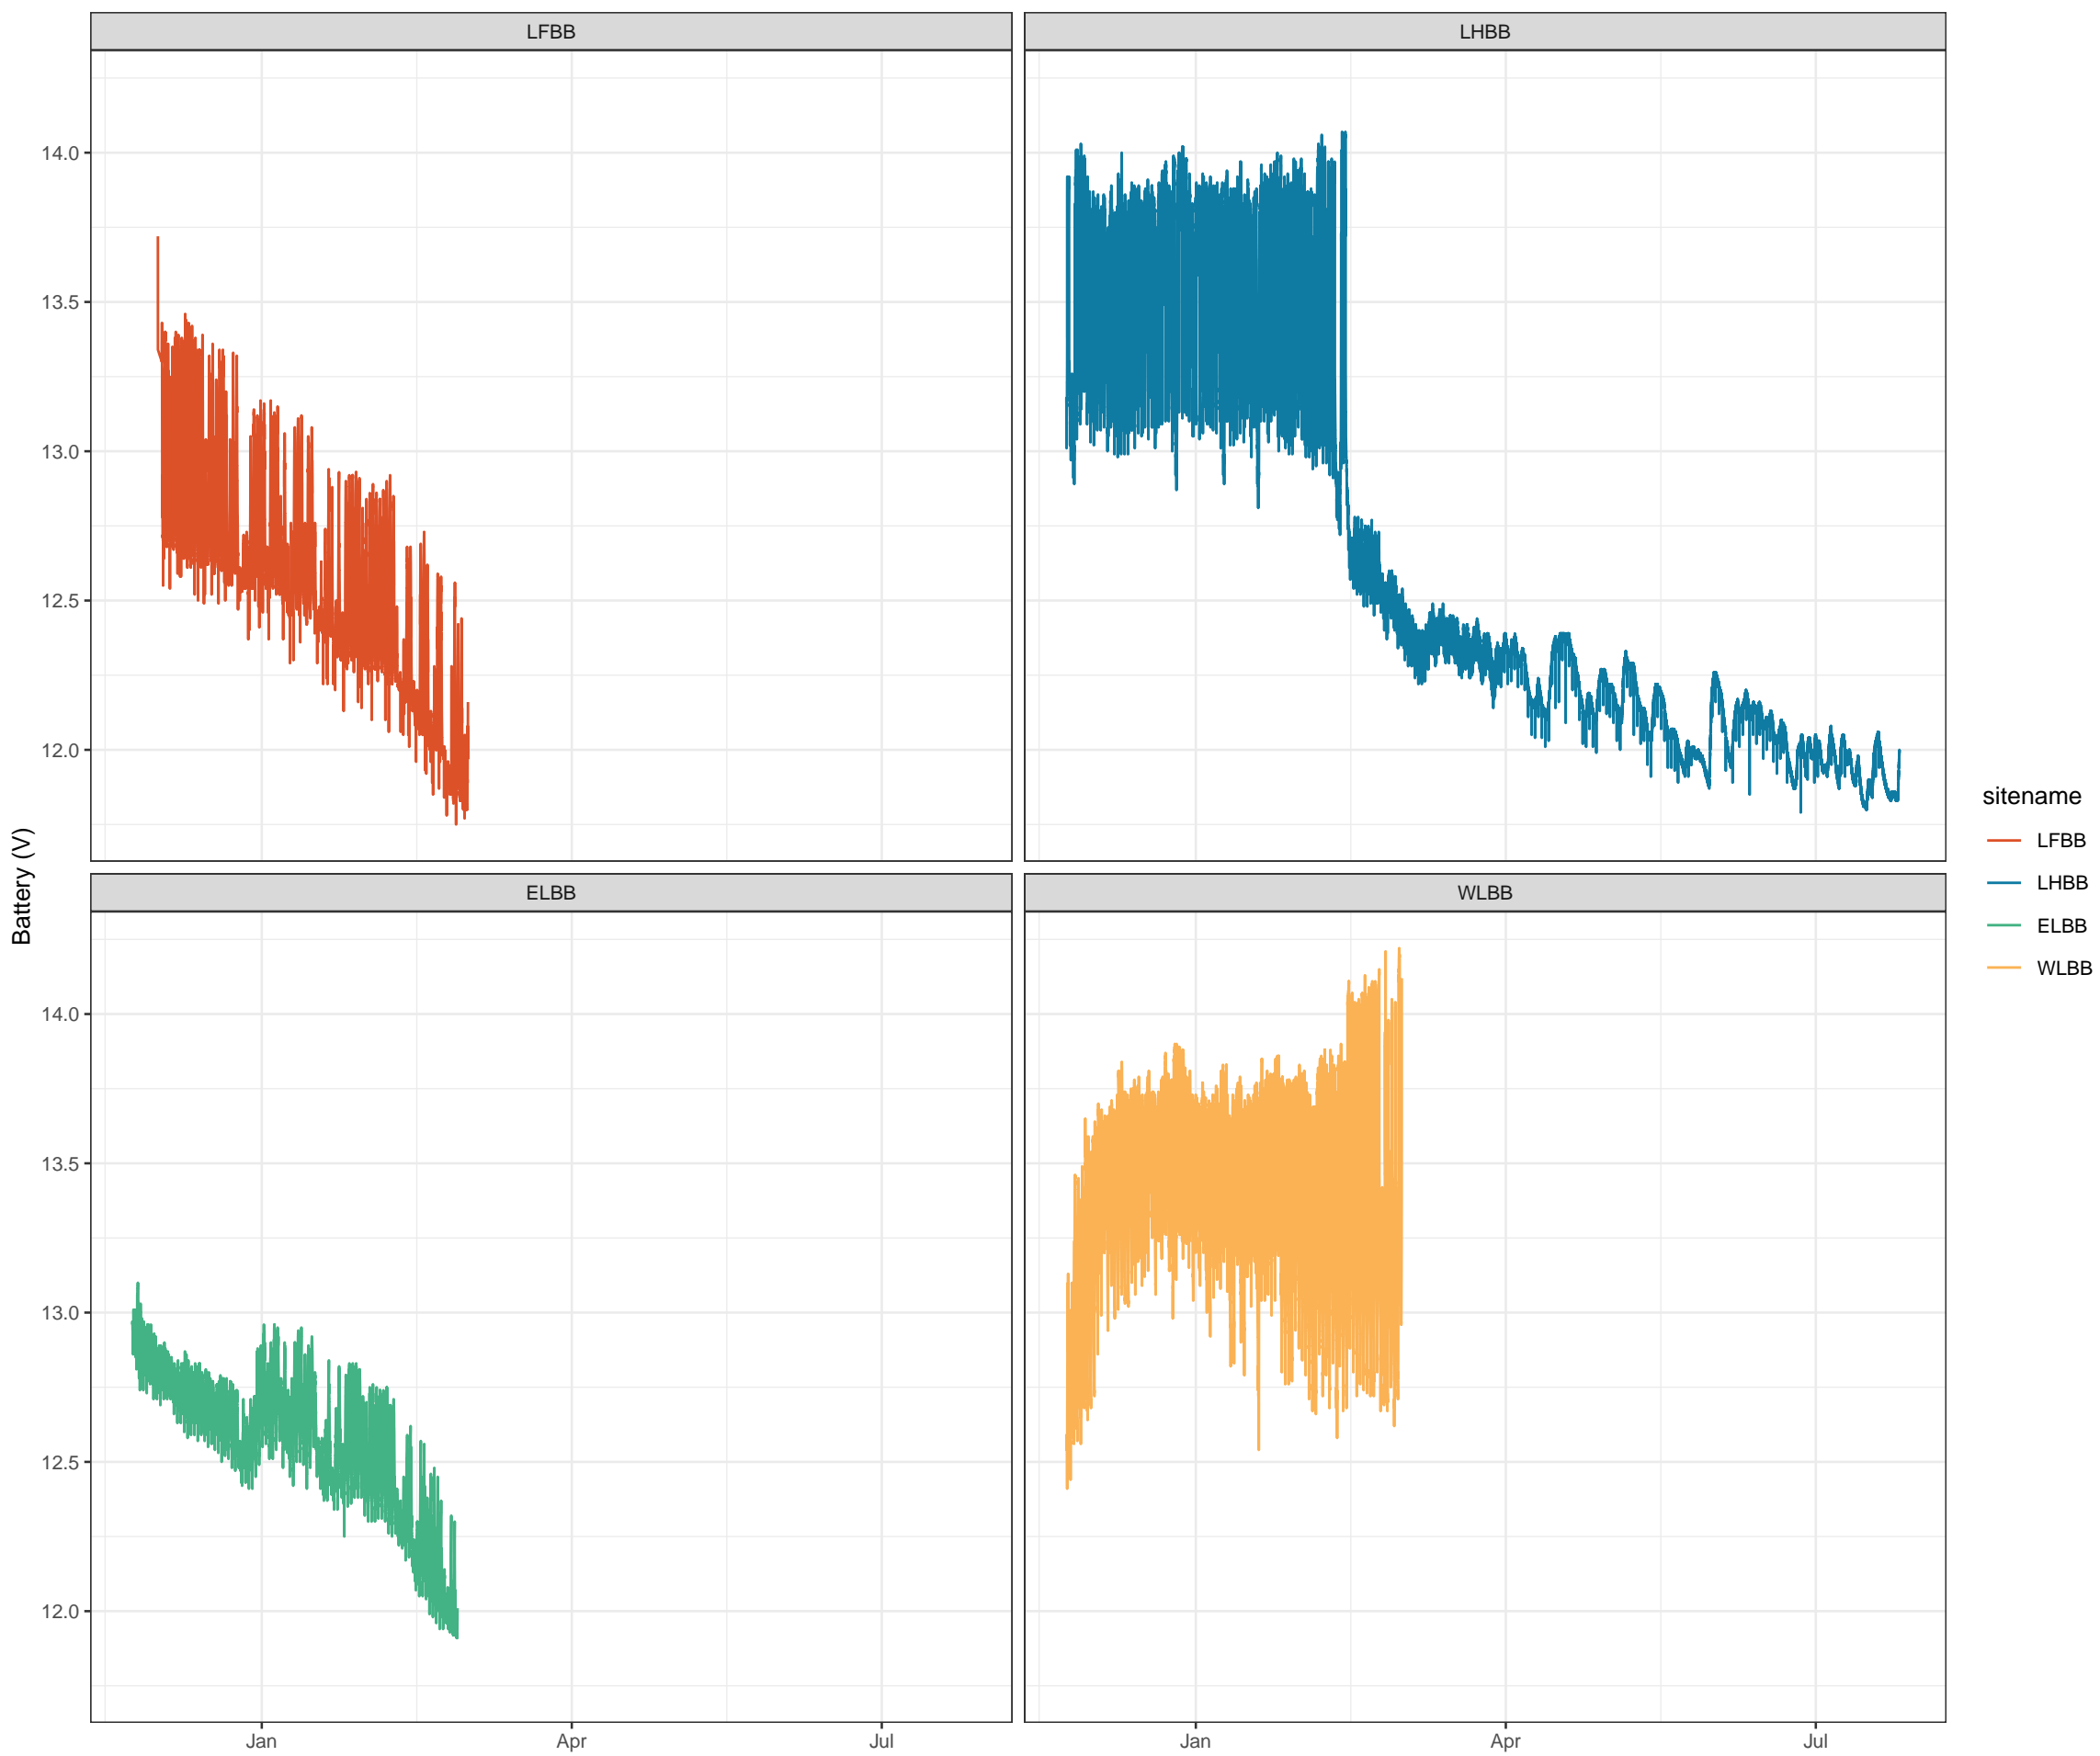 LFBB
LHBB
14.0
13.5
13.0
12.5
12.0
ELBB
WLBB
14.0
13.5
13.0
12.5
12.0
Jan
Apr
Jul
Jan
Apr
Jul
Battery (V)
sitename
LFBB
LHBB
ELBB
WLBB